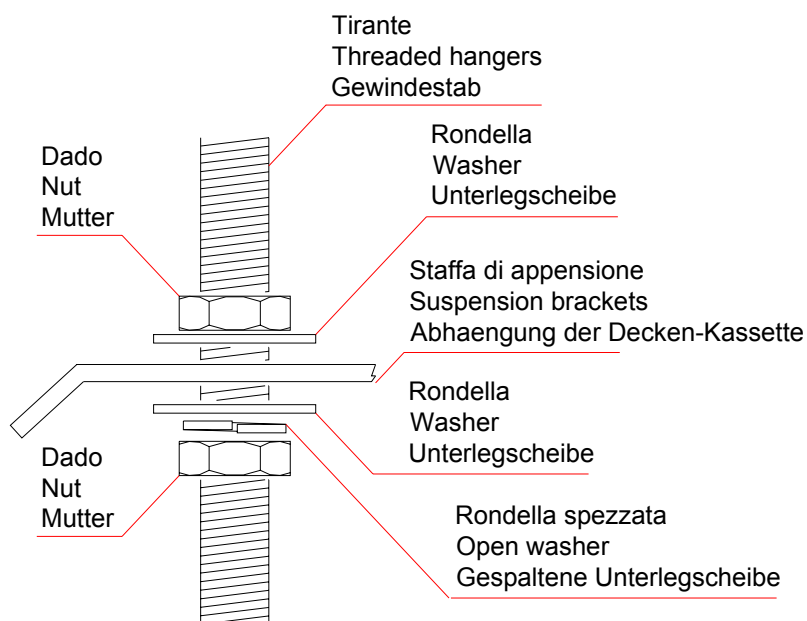 Tirante
Threaded hangers
Gewindestab
Rondella
Washer
Unterlegscheibe
Dado
Nut
Mutter
Staffa di appensione
Suspension brackets
Abhaengung der Decken-Kassette
Rondella
Washer
Unterlegscheibe
Dado
Nut
Mutter
Rondella spezzata
Open washer
Gespaltene Unterlegscheibe